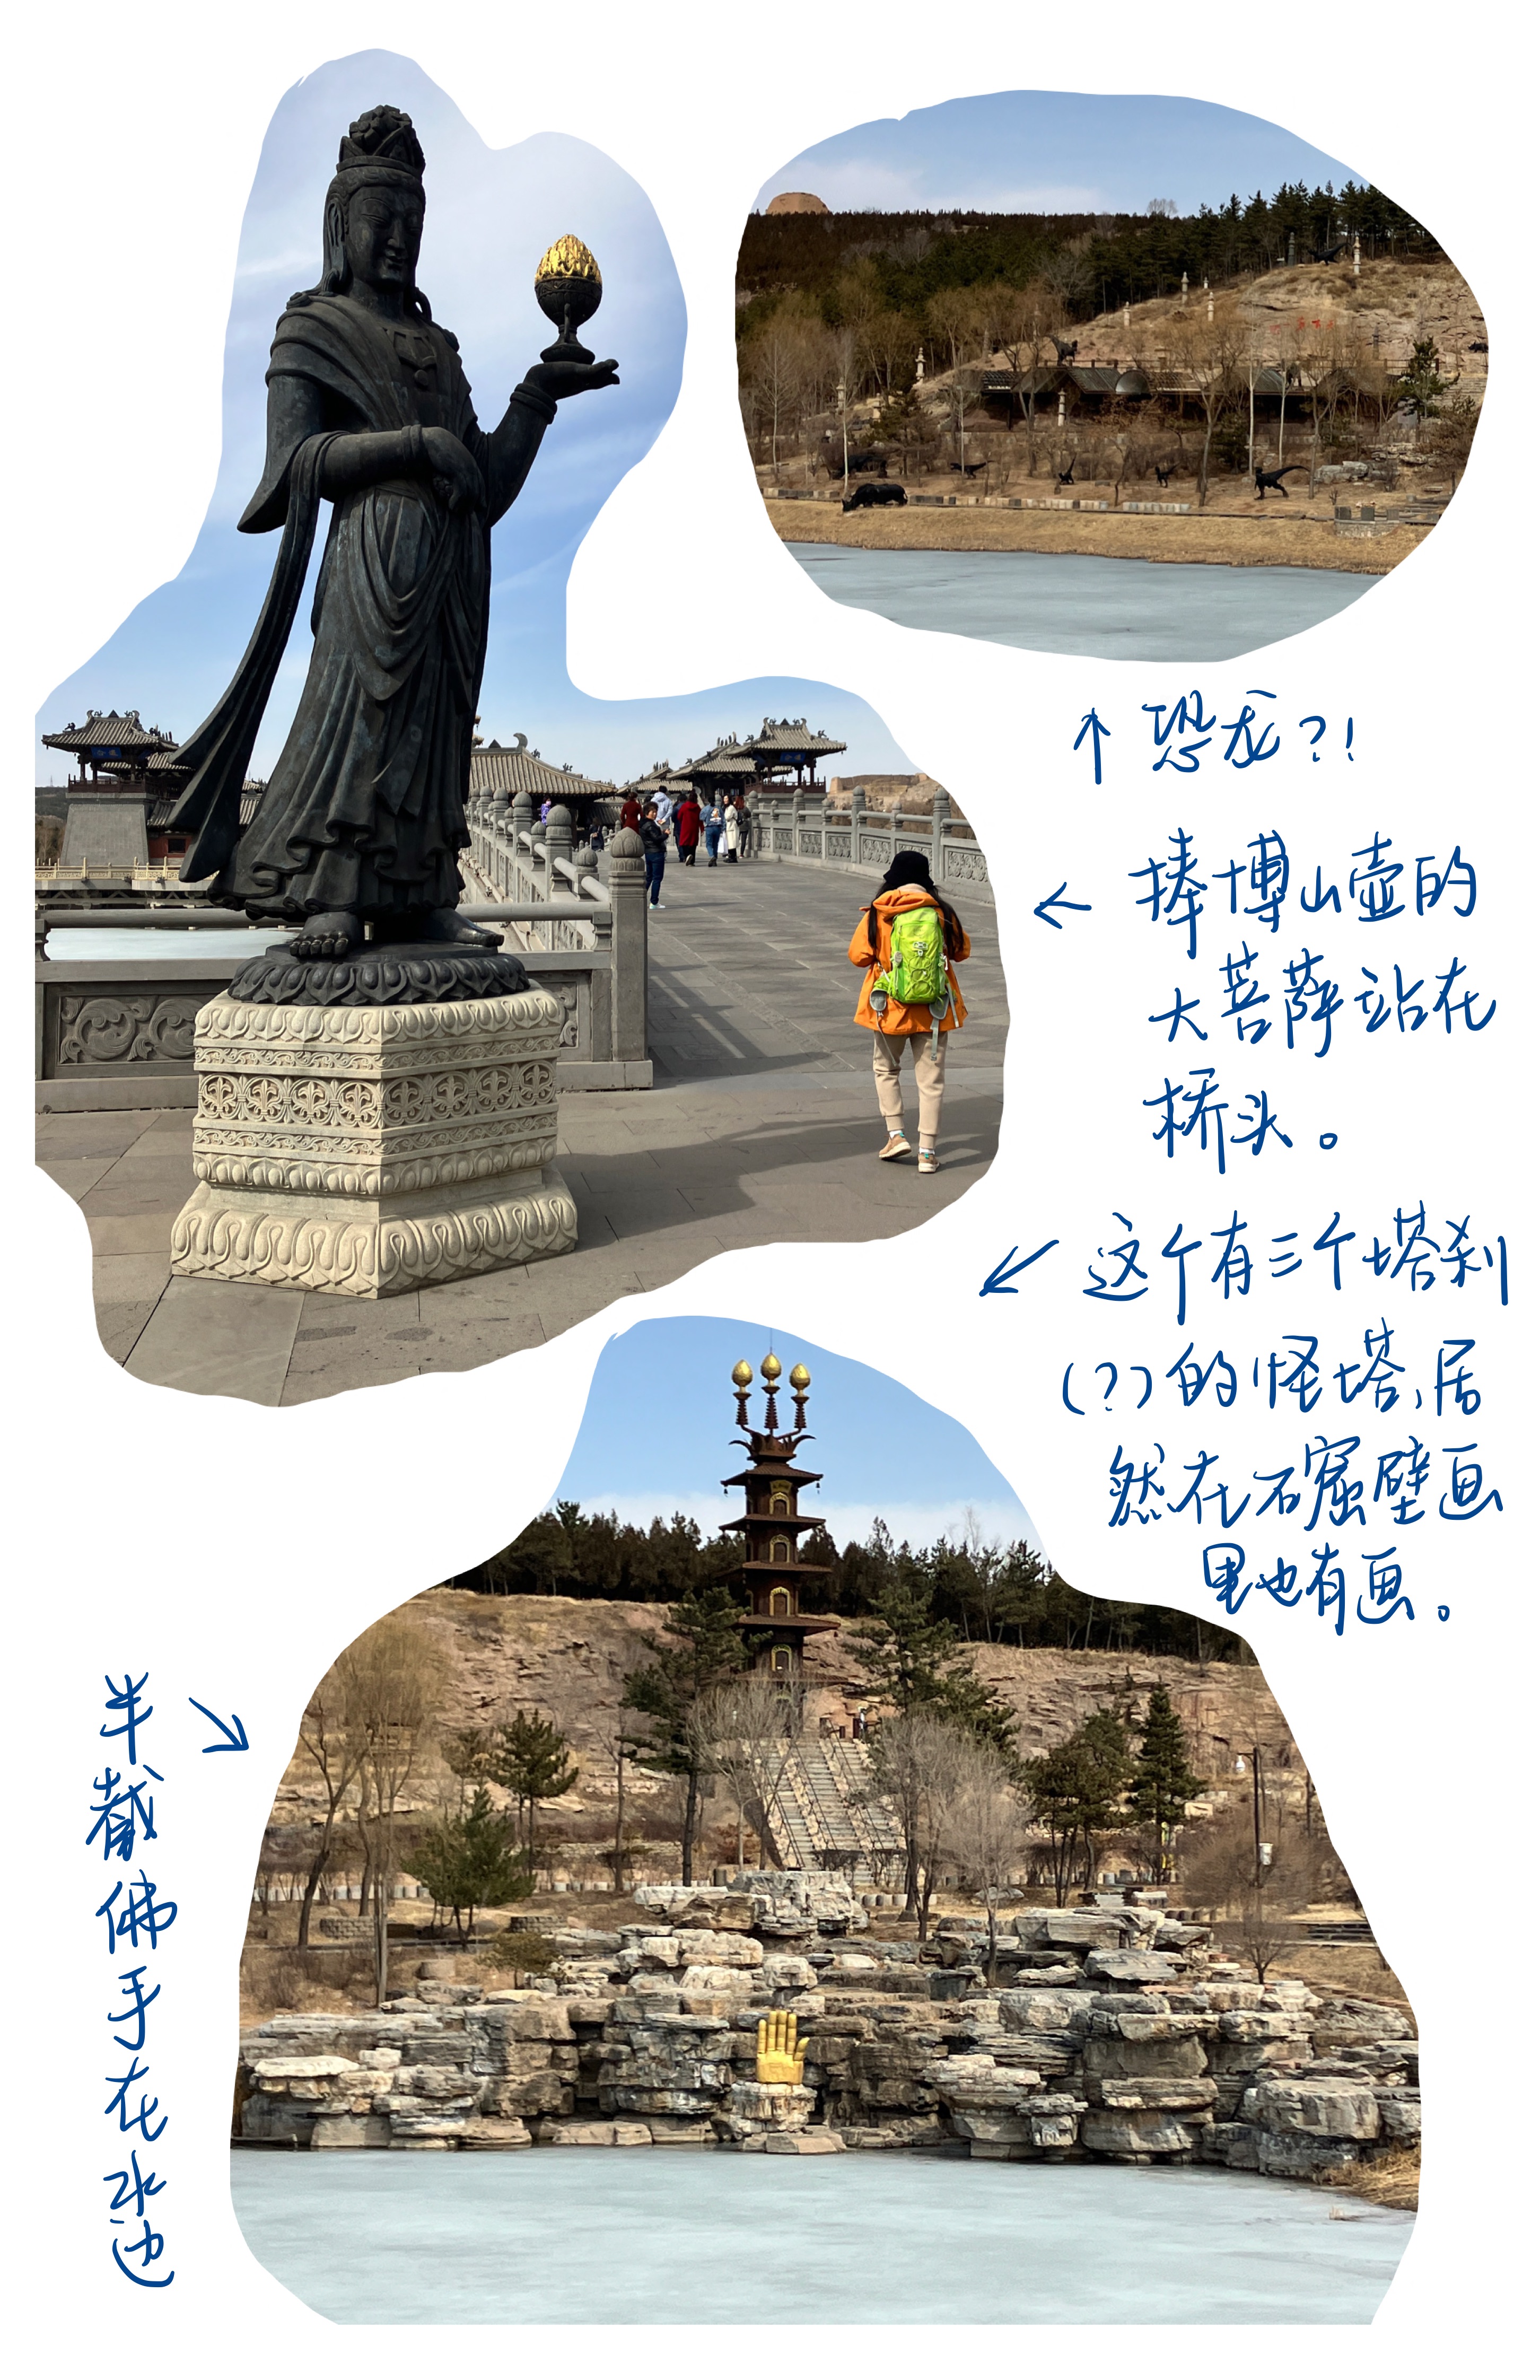 ↑ 恐龙?!
← 捧博山壶的
大菩萨站在
桥头。
↙ 这个有三个塔刹
(?)的怪塔,居
然在石窟壁画
里也有画。
半截佛手在水边